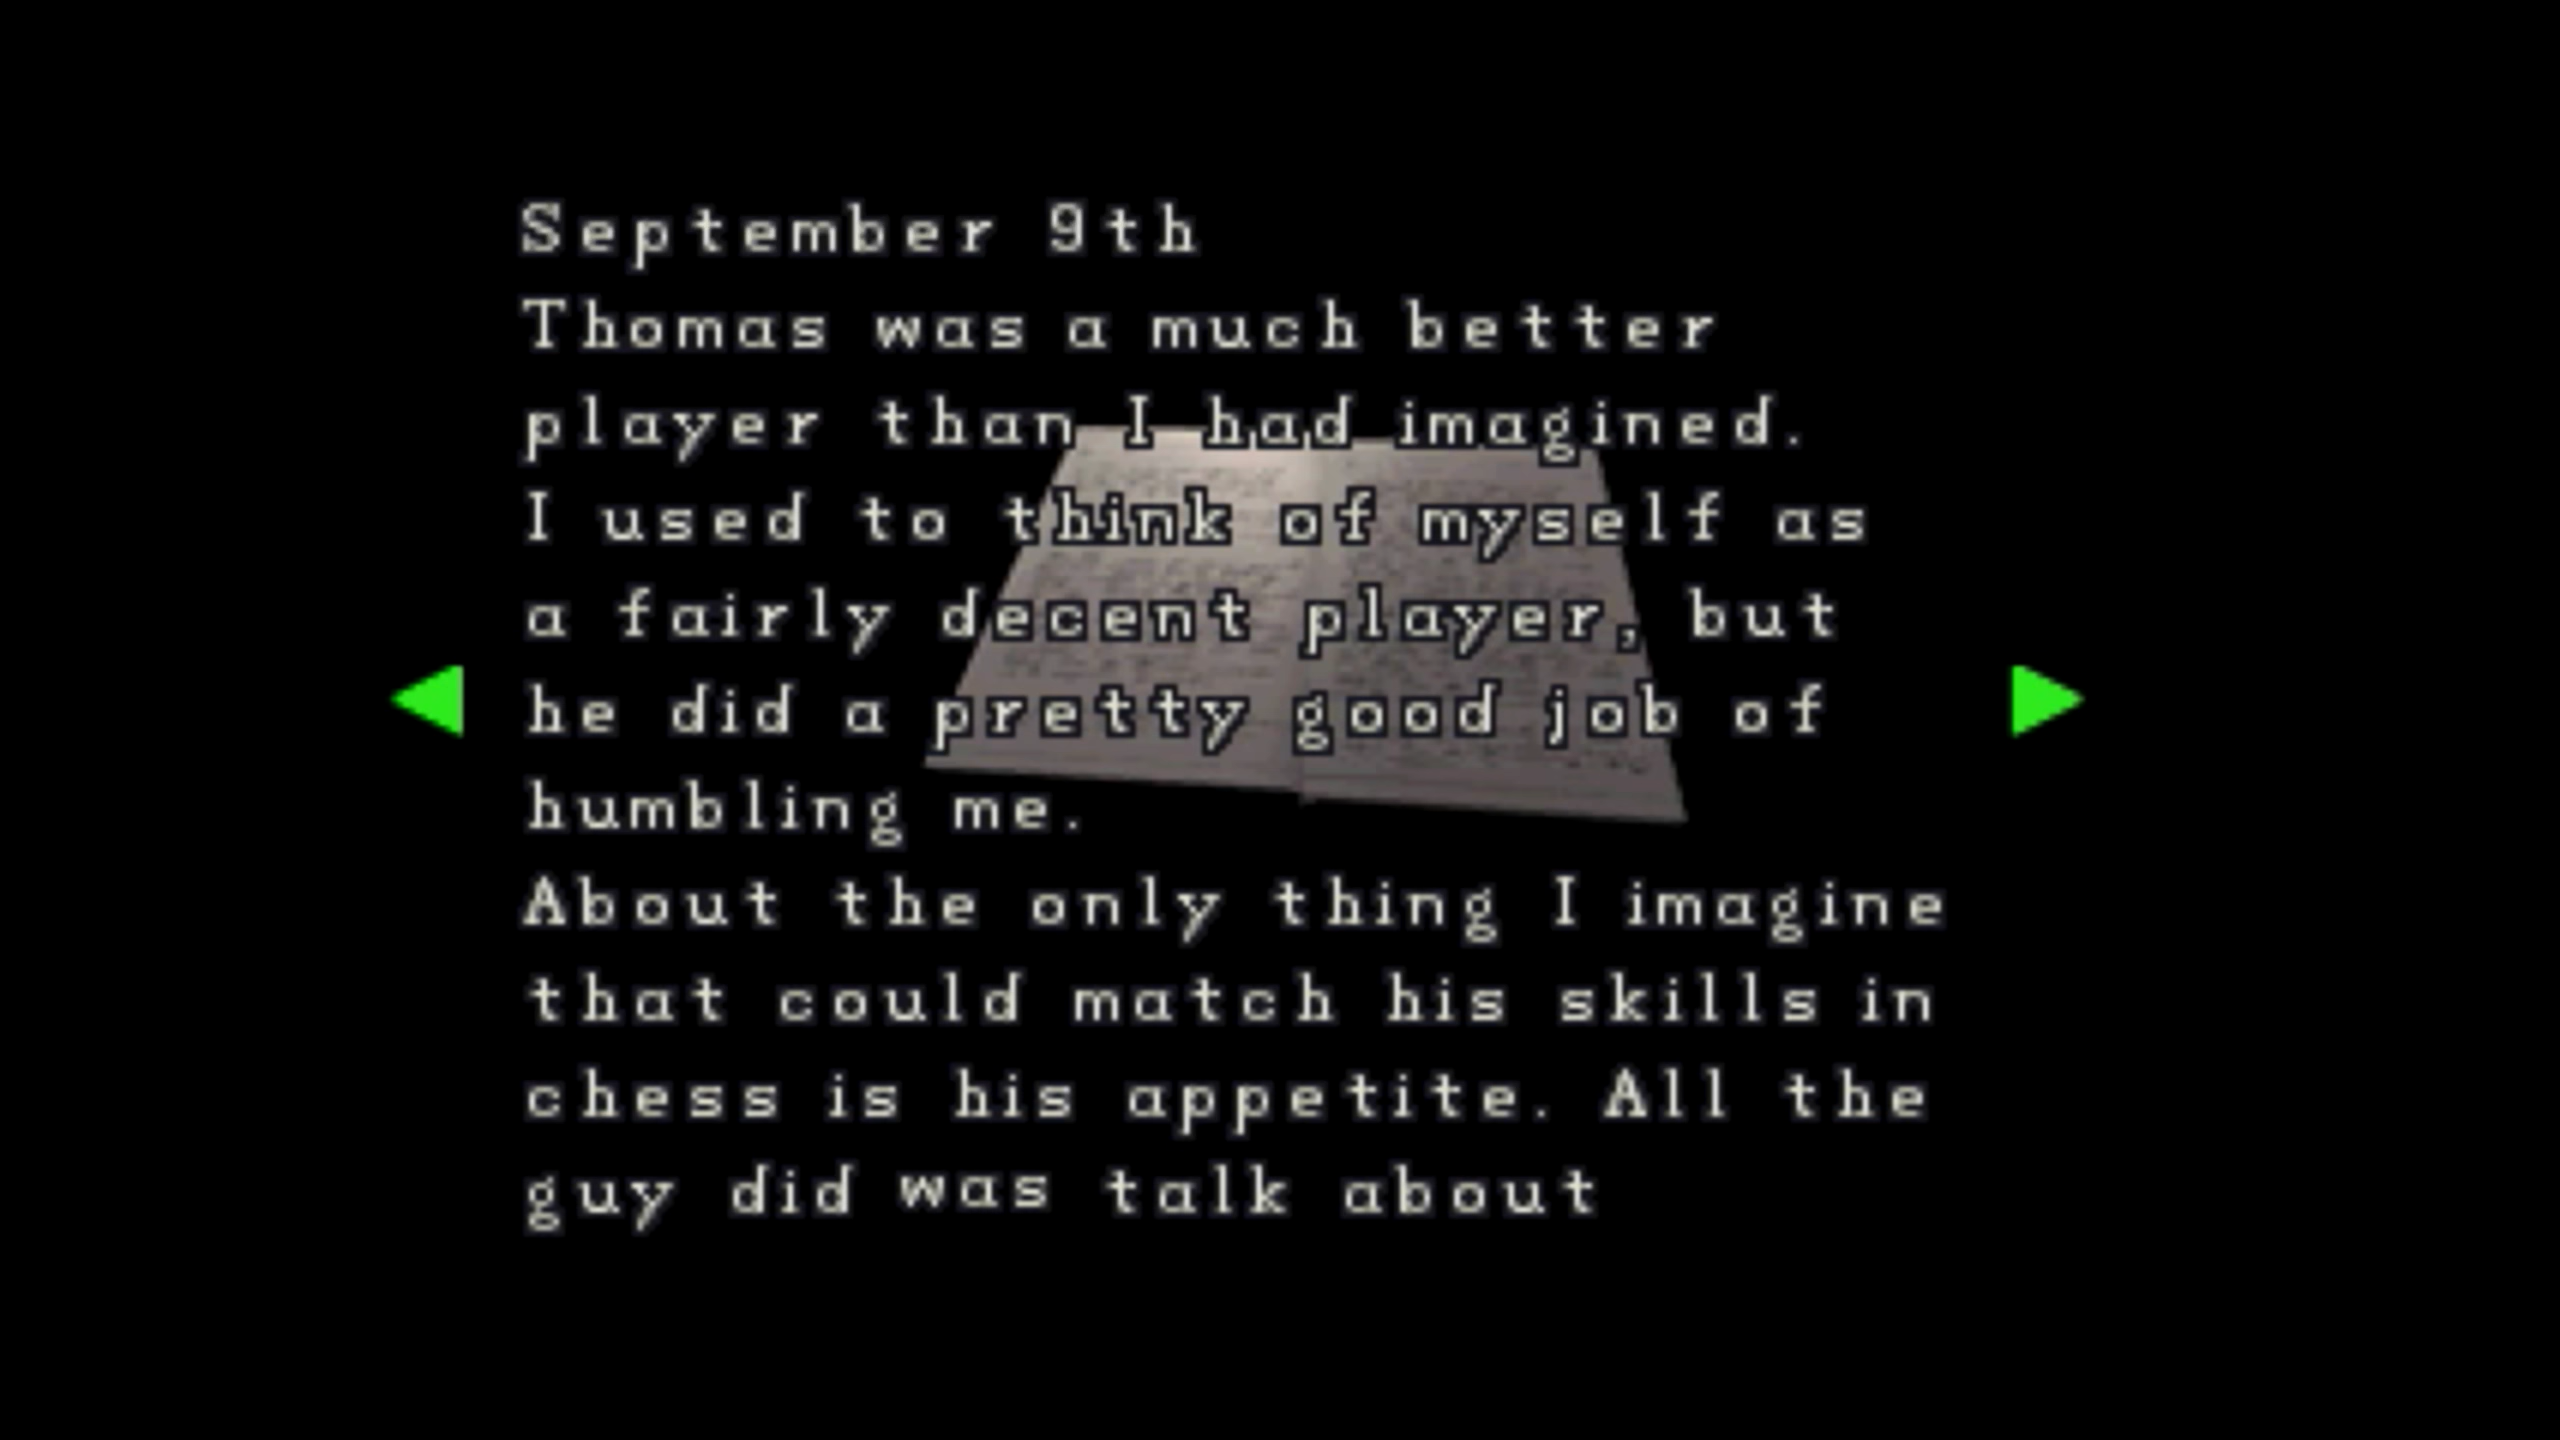 September 9th
Thomas was a much better
player than I had imagined.
I used to think of myself as
a fairly decent player, but
he did a pretty good job of
humbling me.
About the only thing I imagine
that could match his skills in
chess is his appetite. All the
guy did was talk about